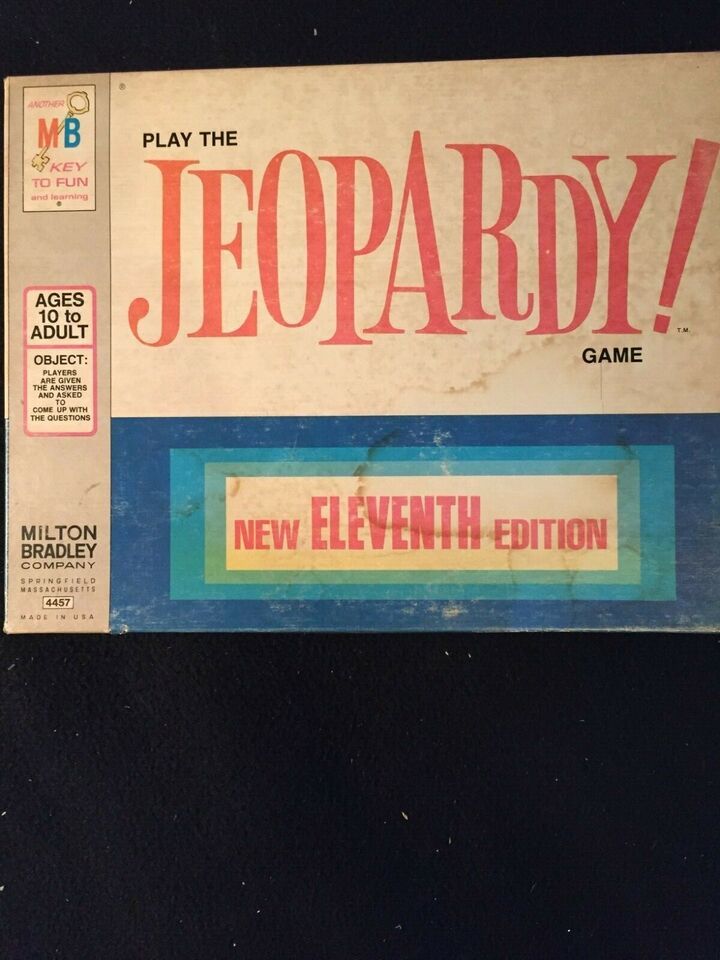 ANOTHER
MB
KEY
TO FUN
and learning
®
AGES
10 to
ADULT
OBJECT:
PLAYERS
ARE GIVEN
THE ANSWERS
AND ASKED
TO
COME UP WITH
THE QUESTIONS
MILTON
BRADLEY
COMPANY
SPRINGFIELD
MASSACHUSETTS
4457
MADE IN USA
®
PLAY THE
JEOPARDY!
T.M.
GAME
NEW ELEVENTH EDITION